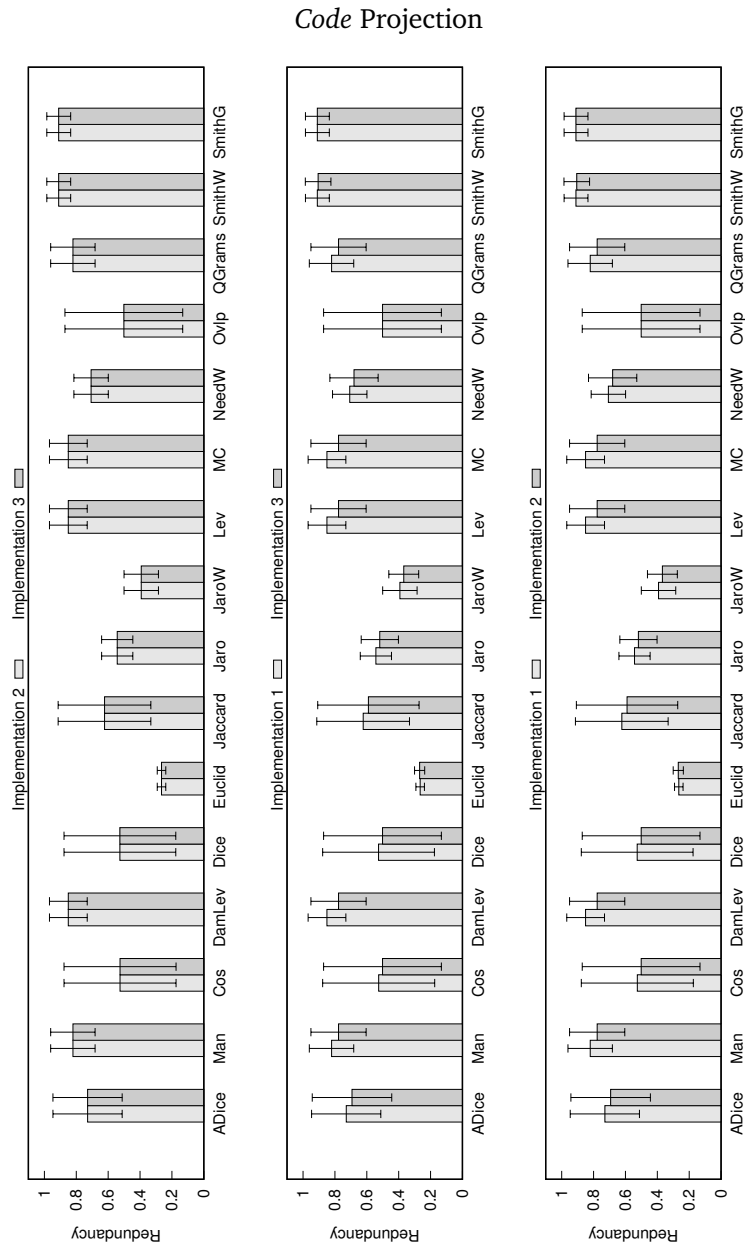 Code Projection
Implementation 2 Implementation 3
Redundancy
1
0.8
0.6
0.4
0.2
0
ADice Man Cos DamLev Dice Euclid Jaccard Jaro JaroW Lev MC NeedW Ovlp QGrams SmithW SmithG
Implementation 1 Implementation 3
Redundancy
1
0.8
0.6
0.4
0.2
0
ADice Man Cos DamLev Dice Euclid Jaccard Jaro JaroW Lev MC NeedW Ovlp QGrams SmithW SmithG
Implementation 1 Implementation 2
Redundancy
1
0.8
0.6
0.4
0.2
0
ADice Man Cos DamLev Dice Euclid Jaccard Jaro JaroW Lev MC NeedW Ovlp QGrams SmithW SmithG